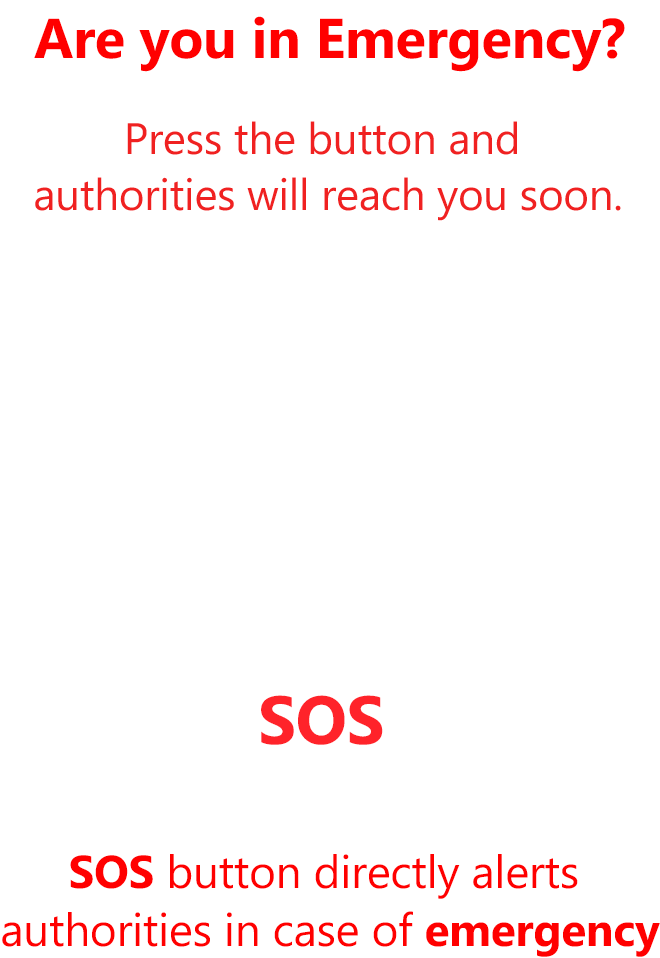 Are you in Emergency?
Press the button and
authorities will reach you soon.
SOS
SOS button directly alerts
authorities in case of emergency